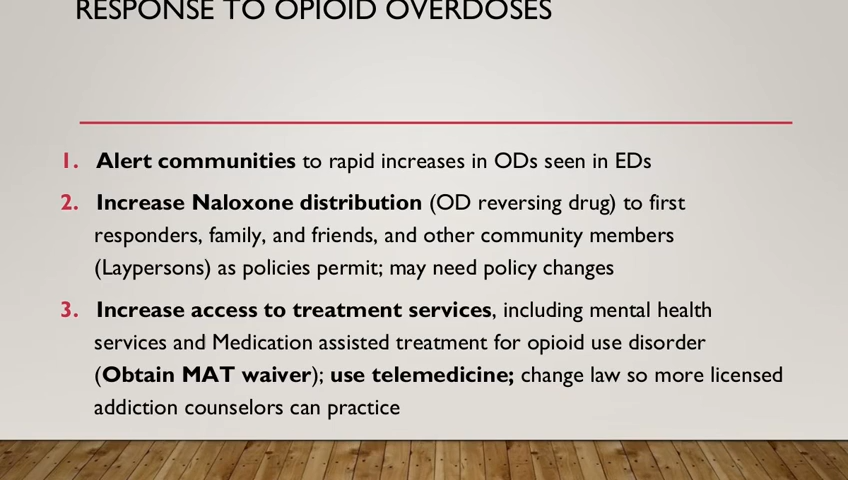 RESPONSE TO OPIOID OVERDOSES
1. Alert communities to rapid increases in ODs seen in EDs
2. Increase Naloxone distribution (OD reversing drug) to first
responders, family, and friends, and other community members
(Laypersons) as policies permit; may need policy changes
3. Increase access to treatment services, including mental health
services and Medication assisted treatment for opioid use disorder
(Obtain MAT waiver); use telemedicine; change law so more licensed
addiction counselors can practice